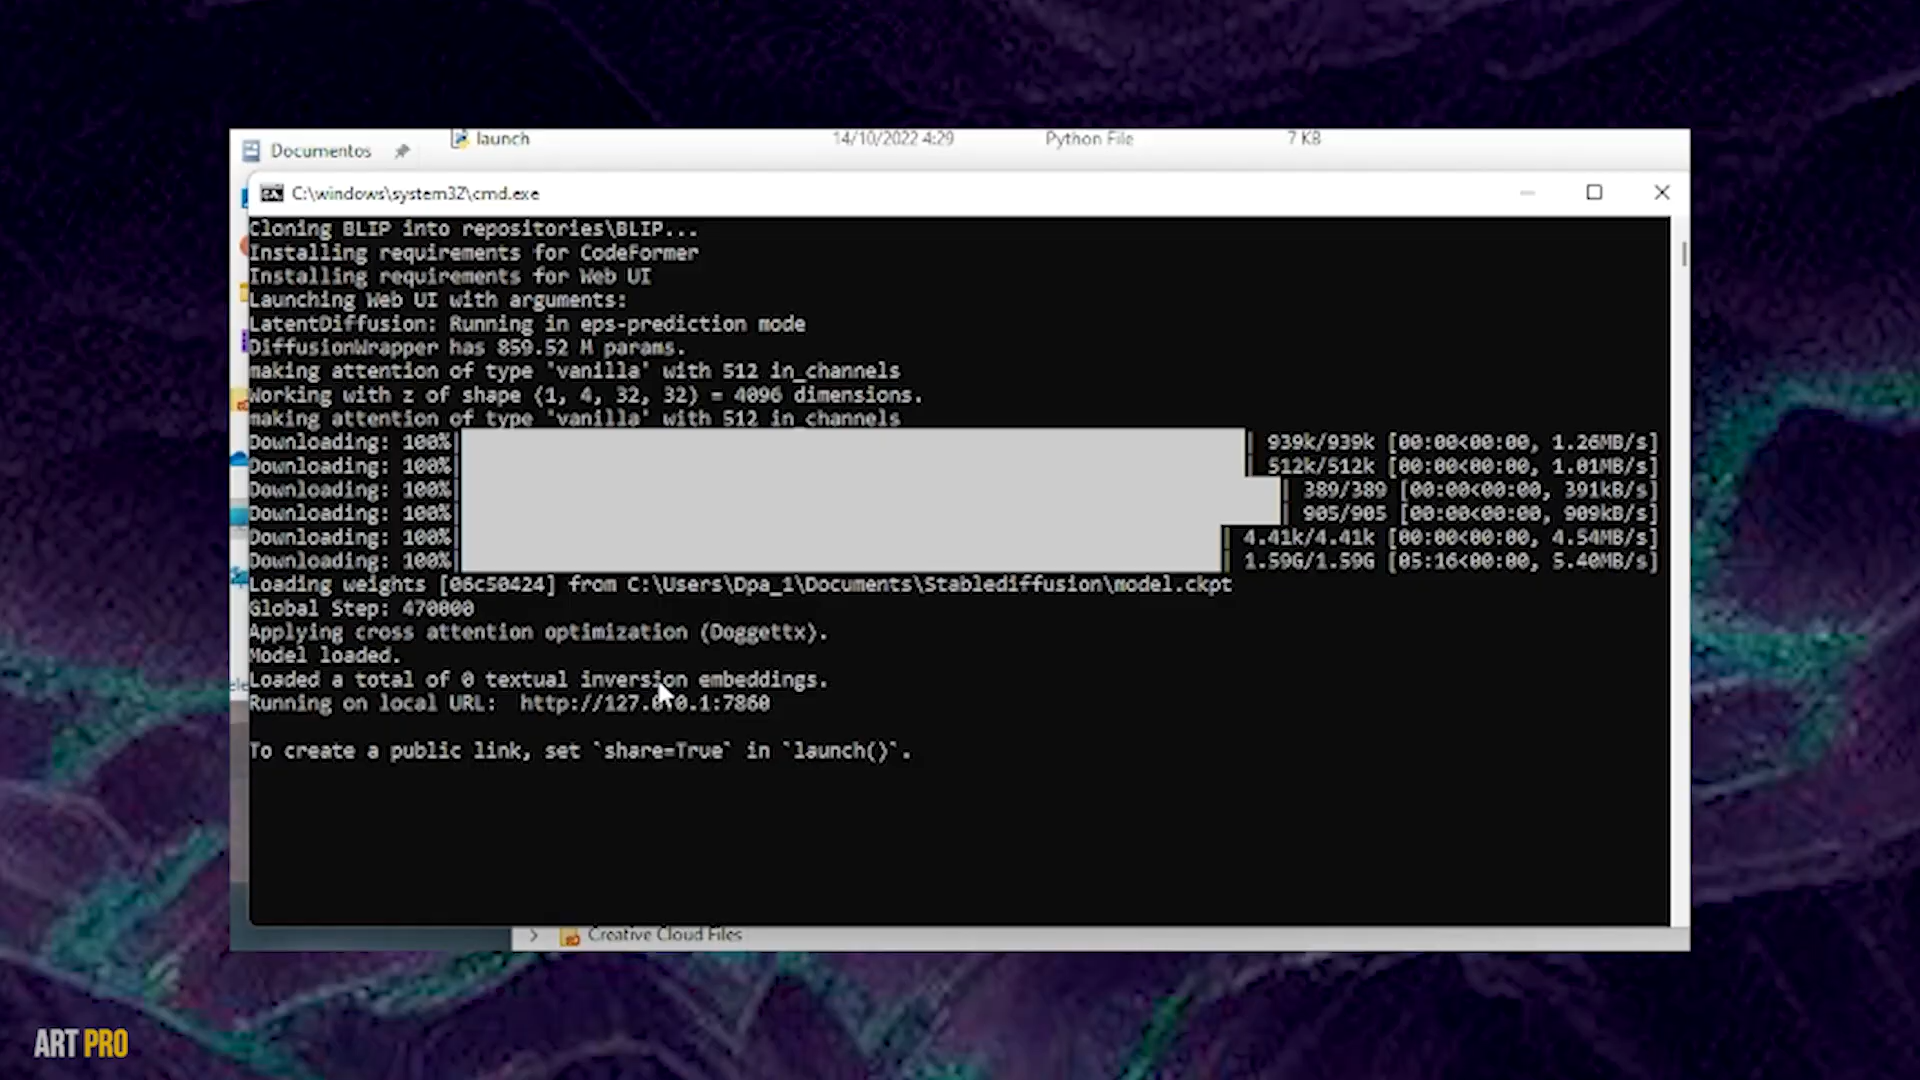 Documentos
launch 14/10/2022 4:29 Python File 7 KB
C:\windows\system32\cmd.exe
Cloning BLIP into repositories\BLIP...
Installing requirements for CodeFormer
Installing requirements for Web UI
Launching Web UI with arguments:
LatentDiffusion: Running in eps-prediction mode
DiffusionWrapper has 859.52 M params.
making attention of type 'vanilla' with 512 in_channels
Working with z of shape (1, 4, 32, 32) = 4096 dimensions.
making attention of type 'vanilla' with 512 in_channels
Downloading: 100%| | 939k/939k [00:00<00:00, 1.26MB/s]
Downloading: 100%| | 512k/512k [00:00<00:00, 1.01MB/s]
Downloading: 100%| | 389/389 [00:00<00:00, 391kB/s]
Downloading: 100%| | 905/905 [00:00<00:00, 909kB/s]
Downloading: 100%| | 4.41k/4.41k [00:00<00:00, 4.54MB/s]
Downloading: 100%| | 1.59G/1.59G [05:16<00:00, 5.40MB/s]
Loading weights [06c50424] from C:\Users\Dpa_1\Documents\Stablediffusion\model.ckpt
Global Step: 470000
Applying cross attention optimization (Doggettx).
Model loaded.
Loaded a total of 0 textual inversion embeddings.
Running on local URL: http://127.0.0.1:7860
To create a public link, set `share=True` in `launch()`.
Creative Cloud Files
ART PRO